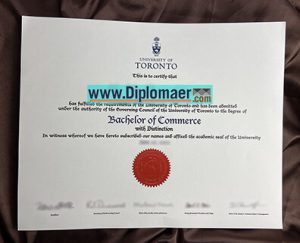 UNIVERSITY OF
TORONTO
This is to certify that
www.Diplomaer.com
has fulfilled the requirements of the University of Toronto and has been admitted
under the authority of the Governing Council of the University of Toronto to the degree of
Bachelor of Commerce
with Distinction
In witness whereof we have hereto subscribed our names and affixed the academic seal of the University